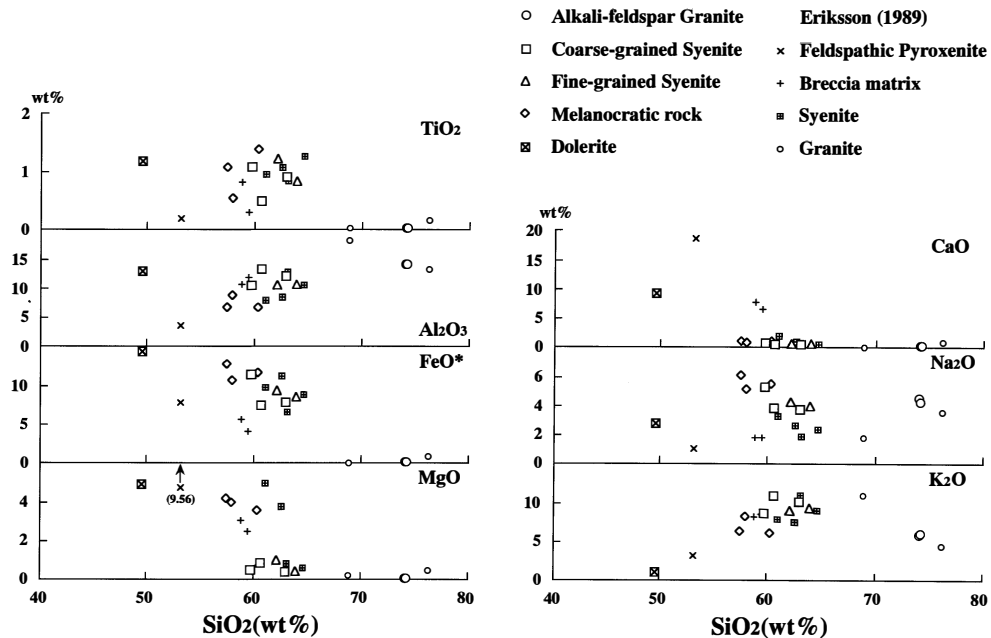 Alkali-feldspar Granite
Coarse-grained Syenite
Fine-grained Syenite
Melanocratic rock
Dolerite
Eriksson (1989)
Feldspathic Pyroxenite
Breccia matrix
Syenite
Granite
wt%
TiO2
2
1
0
Al2O3
15
10
5
0
FeO*
10
5
0
(9.56)
MgO
4
2
0
40
50
60
70
80
SiO2(wt%)
wt%
CaO
20
15
10
5
0
Na2O
6
4
2
0
K2O
10
5
0
40
50
60
70
80
SiO2(wt%)